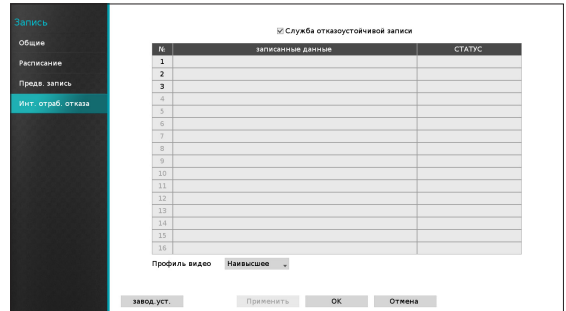 Запись
Общие
Расписание
Предв. запись
Инт. отраб. отказа
Служба отказоустойчивой записи
№ записанные данные СТАТУС
1
2
3
4
5
6
7
8
9
10
11
12
13
14
15
16
Профиль видео Наивысшее
завод.уст. Применить OK Отмена